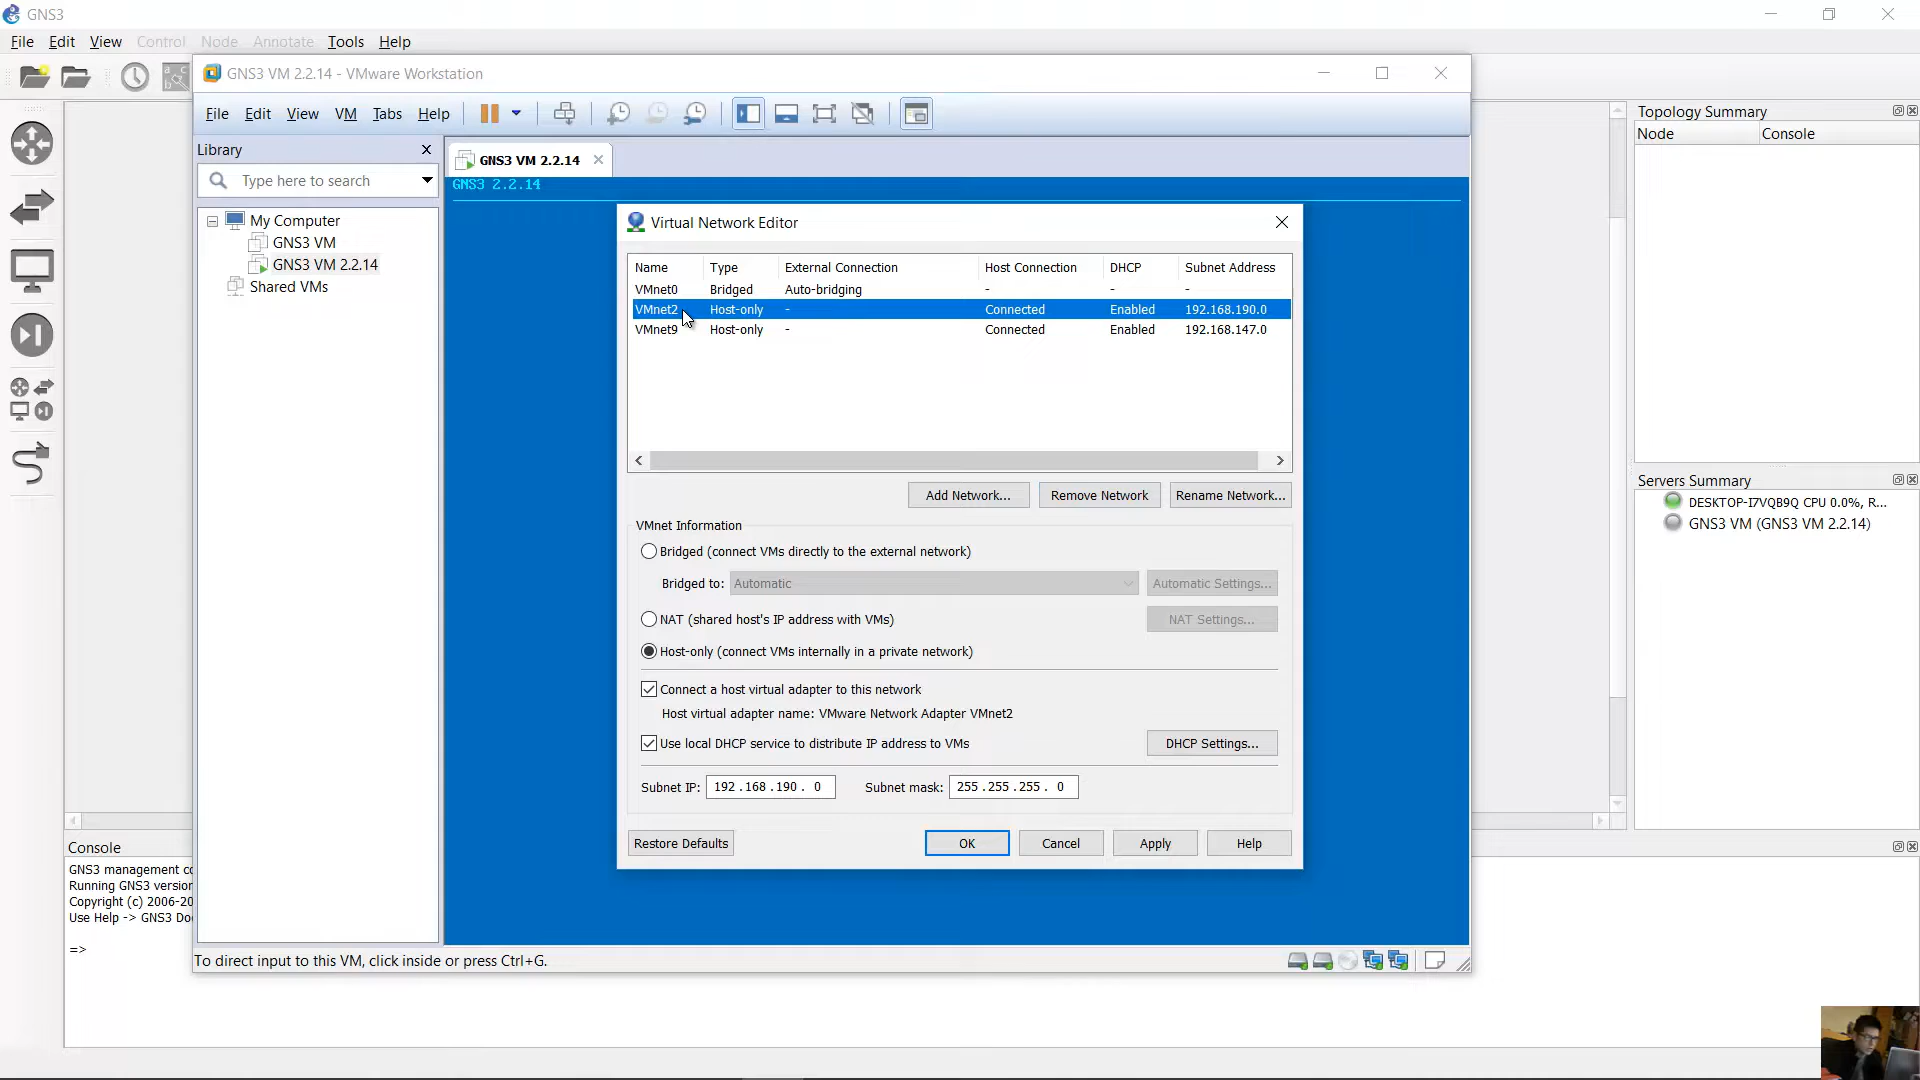 GNS3
File Edit View Control Node Annotate Tools Help
GNS3 VM 2.2.14 - VMware Workstation
File Edit View VM Tabs Help
Library
Type here to search
My Computer
GNS3 VM
GNS3 VM 2.2.14
Shared VMs
GNS3 VM 2.2.14
GNS3 2.2.14
Virtual Network Editor
Name Type External Connection Host Connection DHCP Subnet Address
VMnet0 Bridged Auto-bridging - - -
VMnet2 Host-only - Connected Enabled 192.168.190.0
VMnet9 Host-only - Connected Enabled 192.168.147.0
Add Network... Remove Network Rename Network...
VMnet Information
Bridged (connect VMs directly to the external network)
Bridged to: Automatic Automatic Settings...
NAT (shared host's IP address with VMs) NAT Settings...
Host-only (connect VMs internally in a private network)
Connect a host virtual adapter to this network
Host virtual adapter name: VMware Network Adapter VMnet2
Use local DHCP service to distribute IP address to VMs DHCP Settings...
Subnet IP: 192 . 168 . 190 . 0 Subnet mask: 255 . 255 . 255 . 0
Restore Defaults OK Cancel Apply Help
To direct input to this VM, click inside or press Ctrl+G.
Topology Summary
Node Console
Servers Summary
DESKTOP-I7VQB9Q CPU 0.0%, R...
GNS3 VM (GNS3 VM 2.2.14)
Console
GNS3 management co
Running GNS3 version
Copyright (c) 2006-20
Use Help -> GNS3 Do
=>